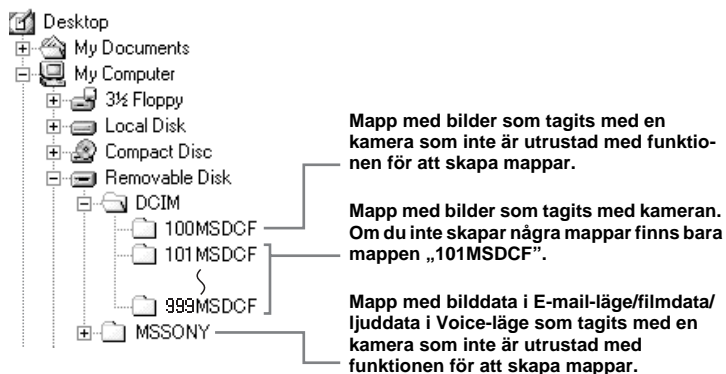 Desktop
My Documents
My Computer
3½ Floppy
Local Disk
Compact Disc
Removable Disk
DCIM
100MSDCF
101MSDCF
999MSDCF
MSSONY
Mapp med bilder som tagits med en
kamera som inte är utrustad med funktio-
nen för att skapa mappar.
Mapp med bilder som tagits med kameran.
Om du inte skapar några mappar finns bara
mappen „101MSDCF”.
Mapp med bilddata i E-mail-läge/filmdata/
ljuddata i Voice-läge som tagits med en
kamera som inte är utrustad med
funktionen för att skapa mappar.